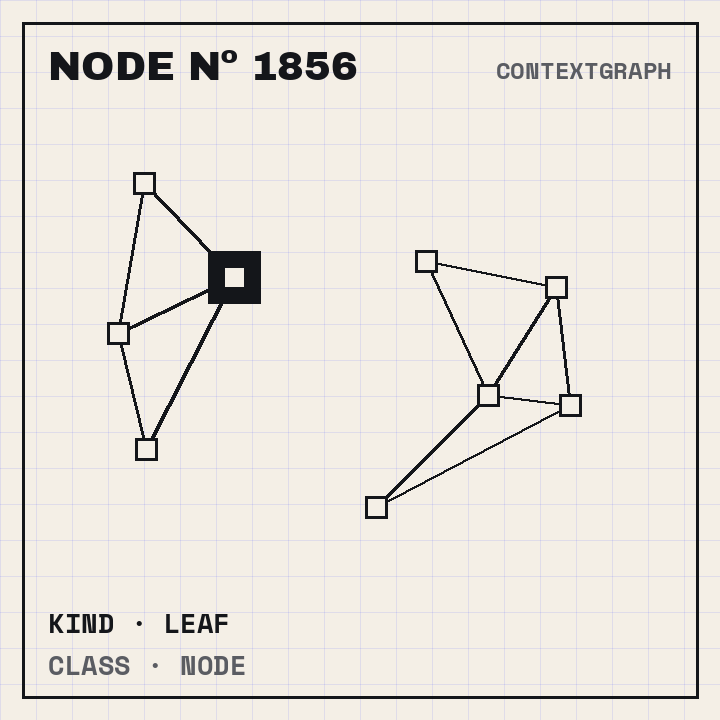 NODE Nº 1856
CONTEXTGRAPH
KIND · LEAF
CLASS · NODE